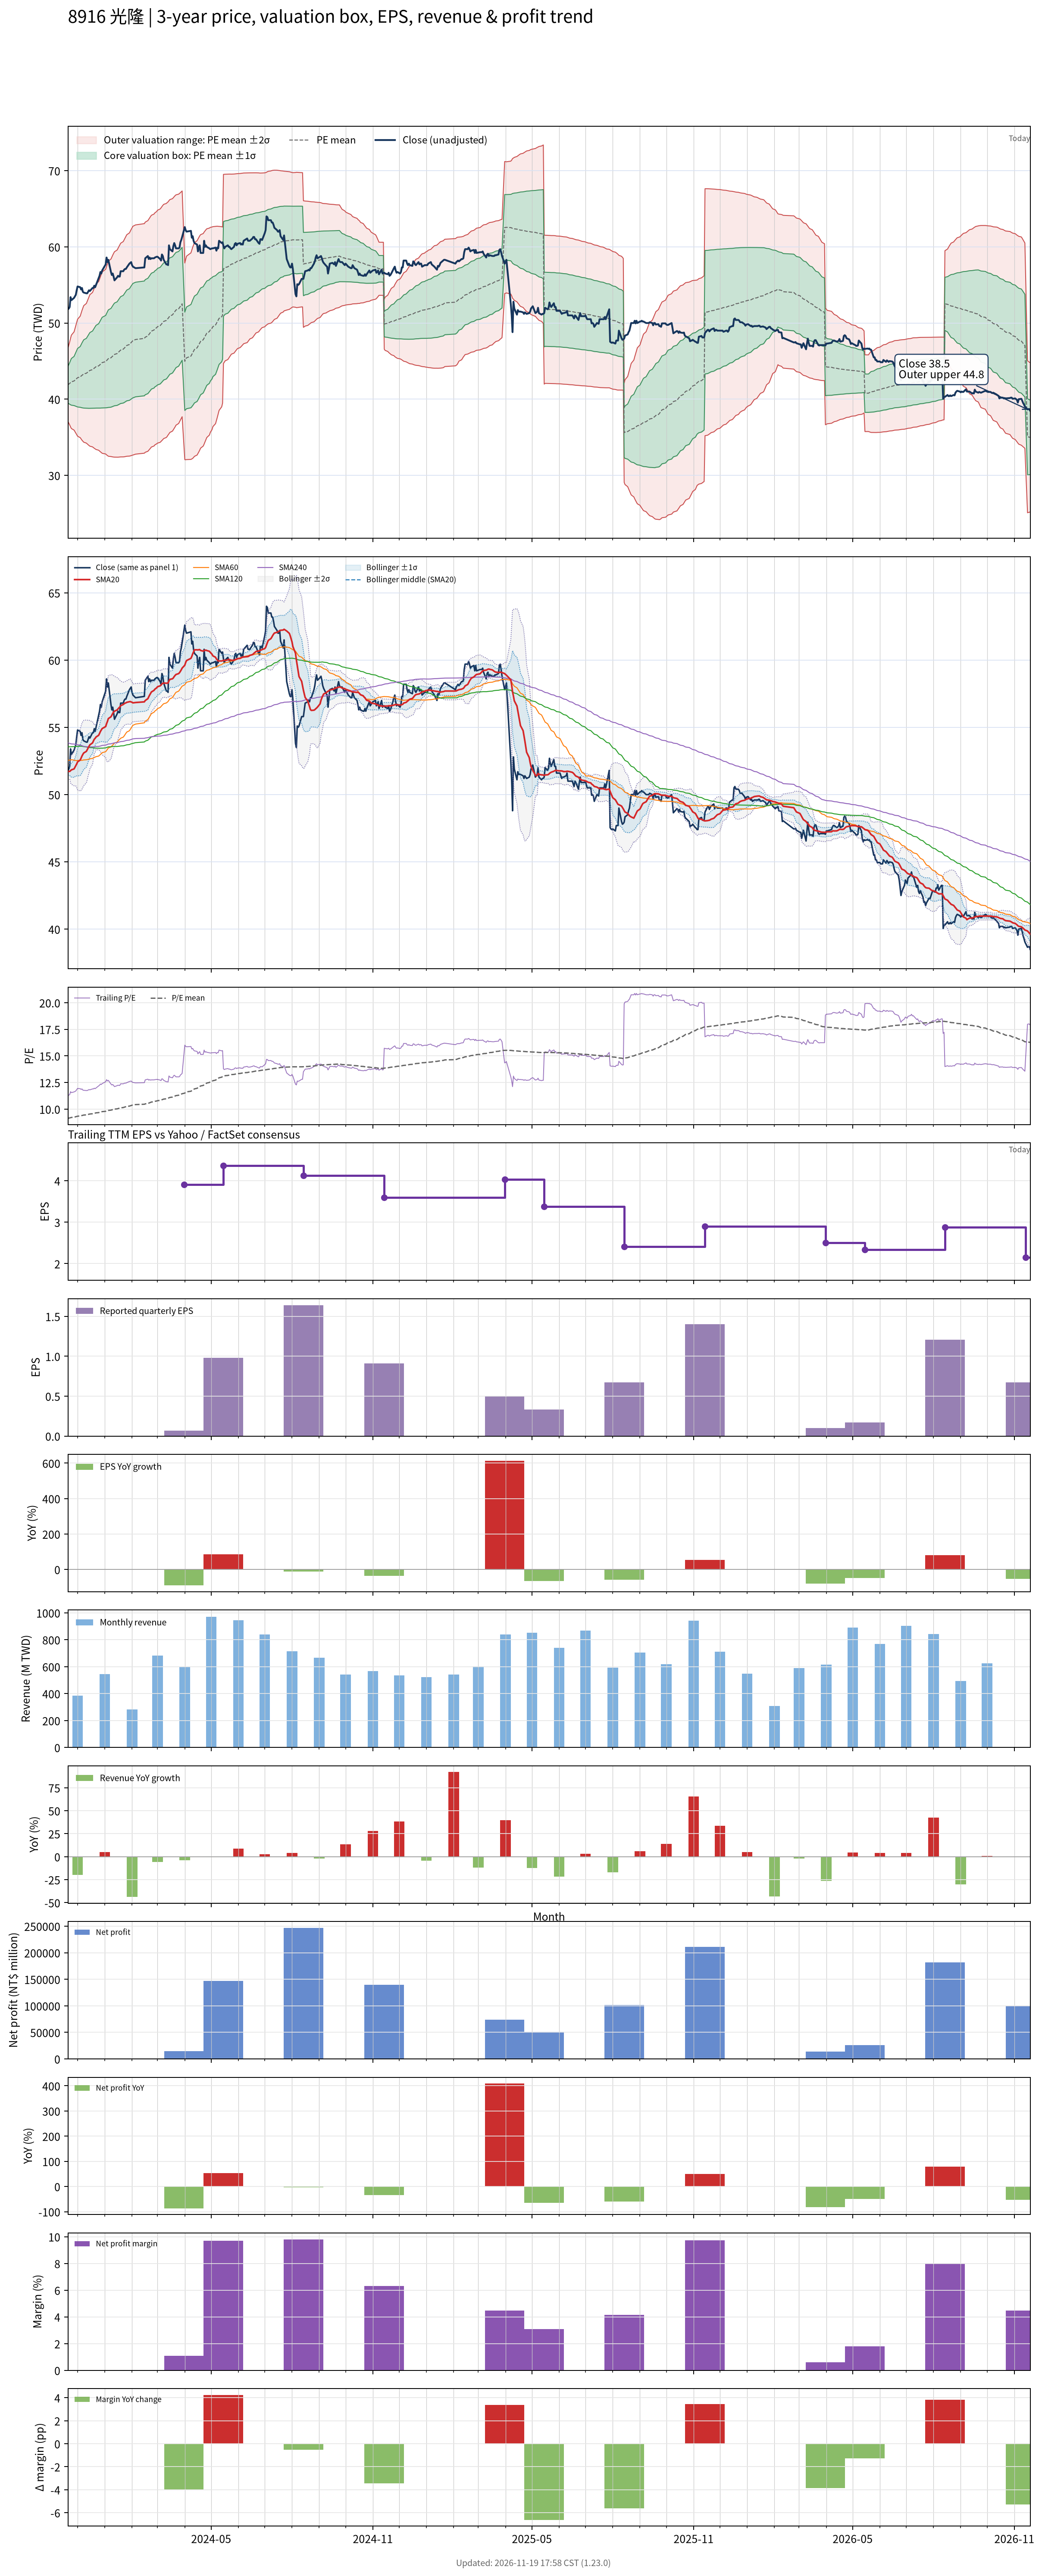 8916 光隆 | 3-year price, valuation box, EPS, revenue & profit trend
Outer valuation range: PE mean ±2σ
PE mean
Close (unadjusted)
Core valuation box: PE mean ±1σ
Today
70
60
50
40
30
Price (TWD)
Close 38.5
Outer upper 44.8
Close (same as panel 1)
SMA20
SMA60
SMA120
SMA240
Bollinger ±2σ
Bollinger ±1σ
Bollinger middle (SMA20)
65
60
55
50
45
40
Price
Trailing P/E
P/E mean
20.0
17.5
15.0
12.5
10.0
P/E
Trailing TTM EPS vs Yahoo / FactSet consensus
Today
4
3
2
EPS
Reported quarterly EPS
1.5
1.0
0.5
0.0
EPS
EPS YoY growth
600
400
200
0
YoY (%)
Monthly revenue
1000
800
600
400
200
0
Revenue (M TWD)
Revenue YoY growth
75
50
25
0
-25
-50
YoY (%)
Month
Net profit
250000
200000
150000
100000
50000
0
Net profit (NT$ million)
Net profit YoY
400
300
200
100
0
-100
YoY (%)
Net profit margin
10
8
6
4
2
0
Margin (%)
Margin YoY change
4
2
0
-2
-4
-6
Δ margin (pp)
2024-05
2024-11
2025-05
2025-11
2026-05
2026-11
Updated: 2026-11-19 17:58 CST (1.23.0)